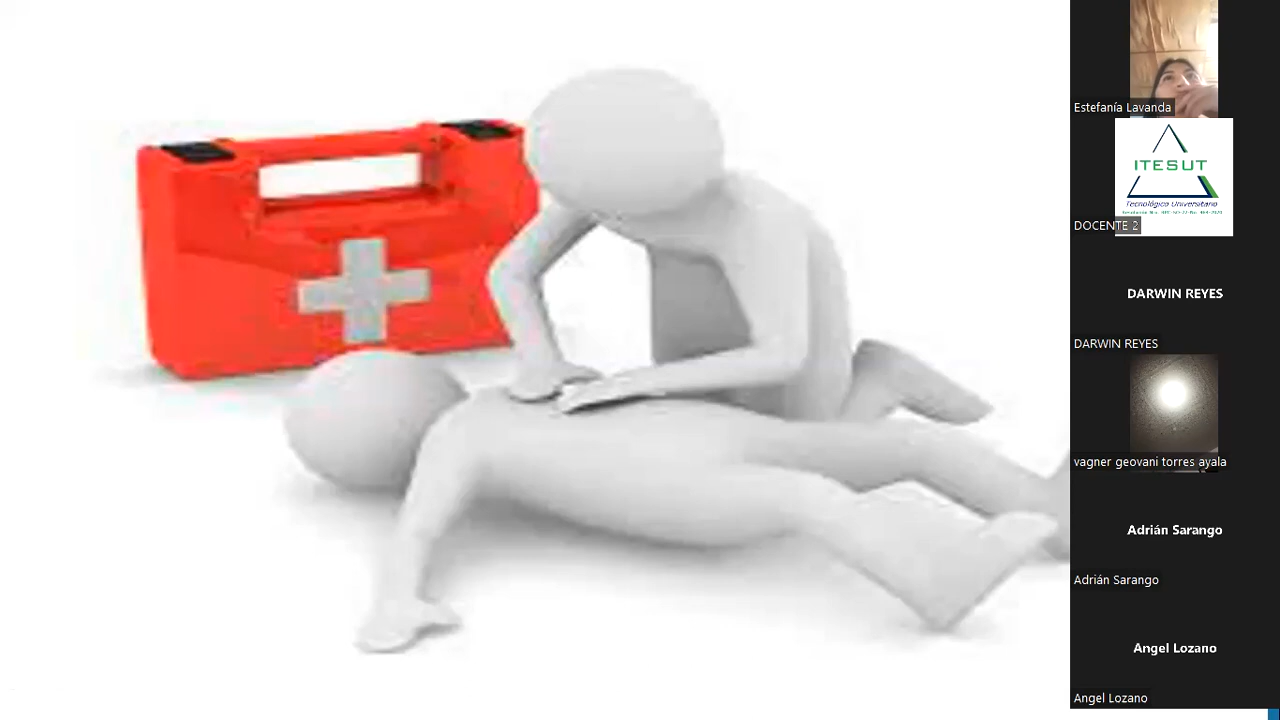 Estefanía Lavanda
ITESUT
Tecnológico Universitario
DOCENTE 2
DARWIN REYES
DARWIN REYES
vagner geovani torres ayala
Adrián Sarango
Adrián Sarango
Angel Lozano
Angel Lozano